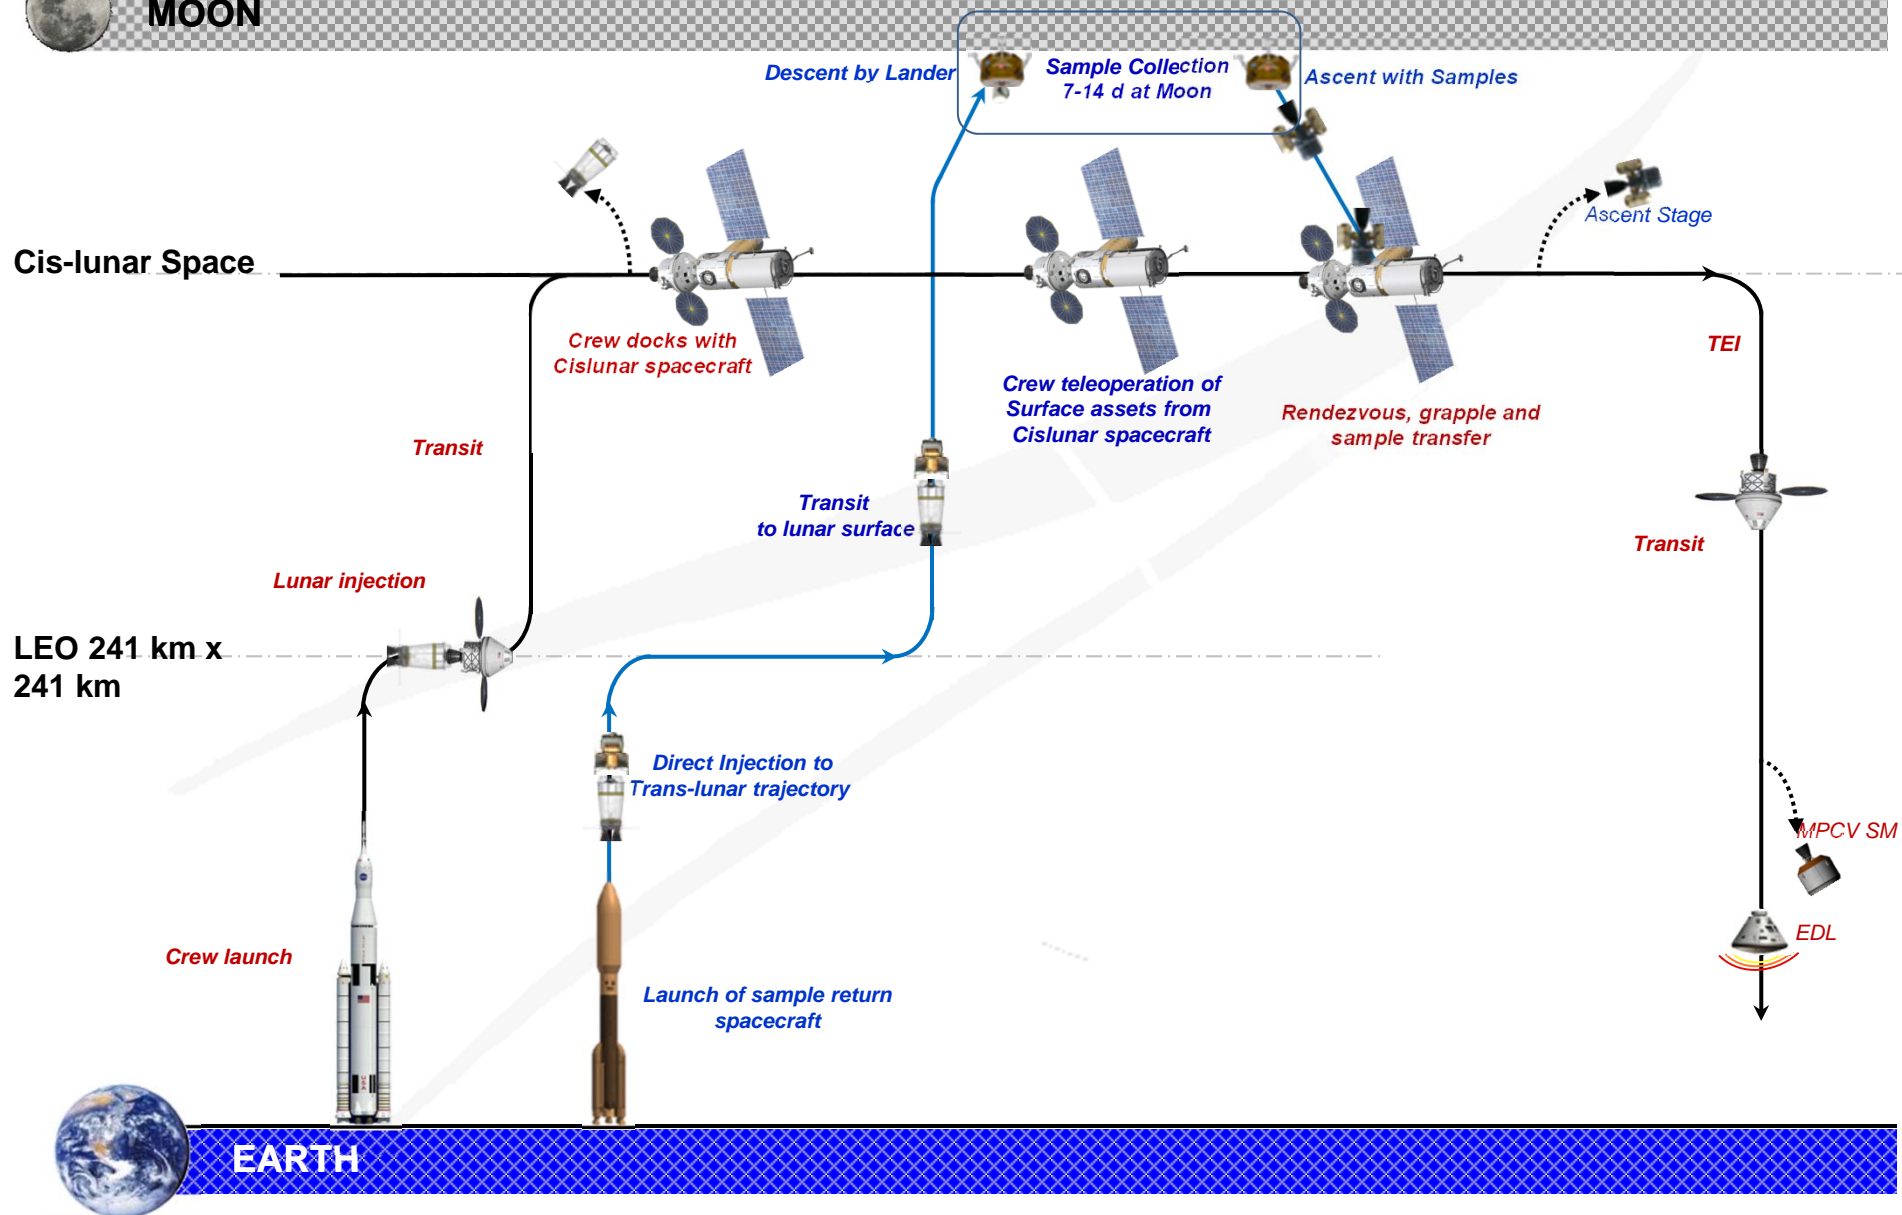 MOON
Descent by Lander
Sample Collection
7-14 d at Moon
Ascent with Samples
Ascent Stage
Cis-lunar Space
Crew docks with
Cislunar spacecraft
TEI
Crew teleoperation of
Surface assets from
Cislunar spacecraft
Rendezvous, grapple and
sample transfer
Transit
Transit
to lunar surface
Transit
Lunar injection
LEO 241 km x
241 km
Direct Injection to
Trans-lunar trajectory
MPCV SM
EDL
Crew launch
Launch of sample return
spacecraft
EARTH